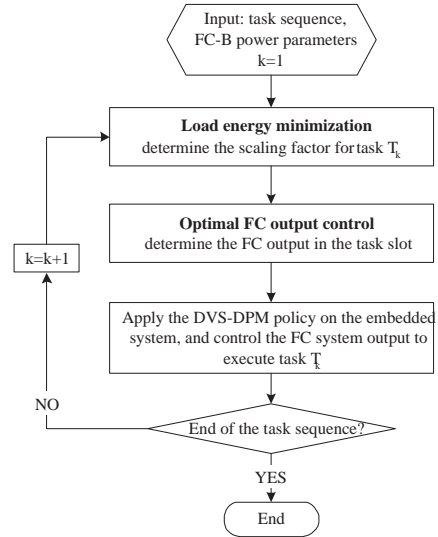 Input: task sequence,
FC-B power parameters
k=1
Load energy minimization
determine the scaling factor for task Tk
Optimal FC output control
determine the FC output in the task slot
k=k+1
Apply the DVS-DPM policy on the embedded
system, and control the FC system output to
execute task Tk
NO
End of the task sequence?
YES
End